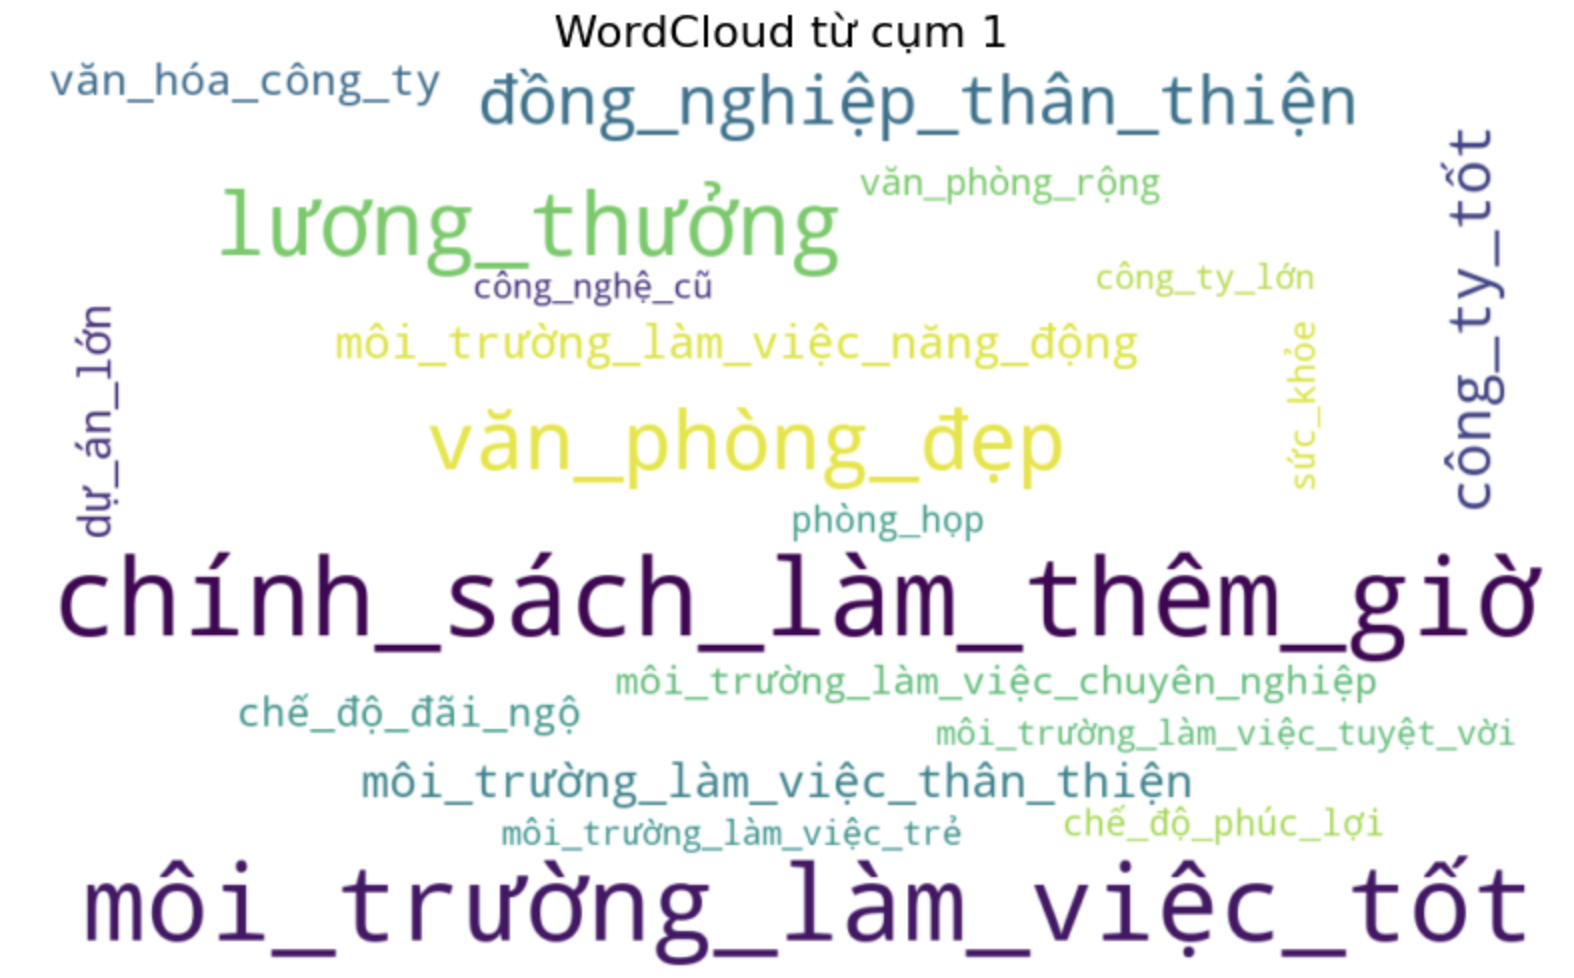 WordCloud từ cụm 1
văn_hóa_công_ty
đồng_nghiệp_thân_thiện
công_ty_tốt
văn_phòng_rộng
lương_thưởng
công_nghệ_cũ
công_ty_lớn
dự_án_lớn
môi_trường_làm_việc_năng_động
sức_khỏe
văn_phòng_đẹp
phòng_họp
chính_sách_làm_thêm_giờ
môi_trường_làm_việc_chuyên_nghiệp
chế_độ_đãi_ngộ
môi_trường_làm_việc_tuyệt_vời
môi_trường_làm_việc_thân_thiện
môi_trường_làm_việc_trẻ
chế_độ_phúc_lợi
môi_trường_làm_việc_tốt